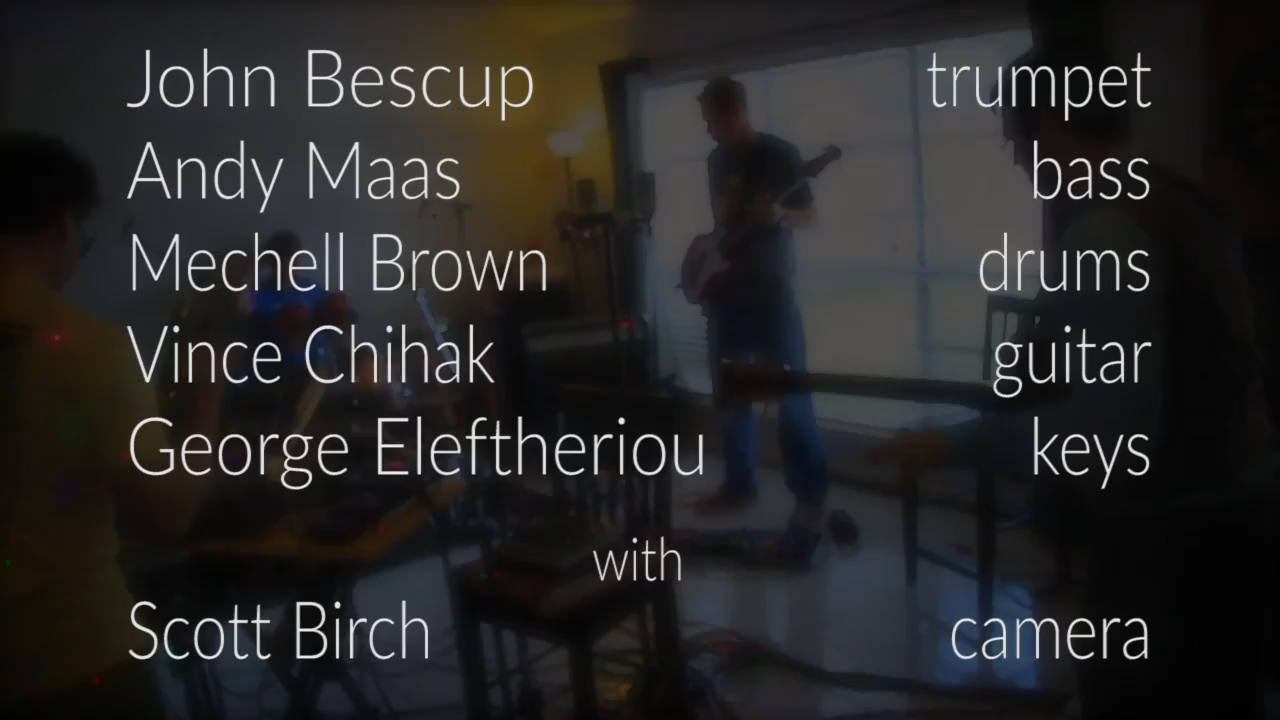 John Bescup trumpet
Andy Maas bass
Mechell Brown drums
Vince Chihak guitar
George Eleftheriou keys
with
Scott Birch camera